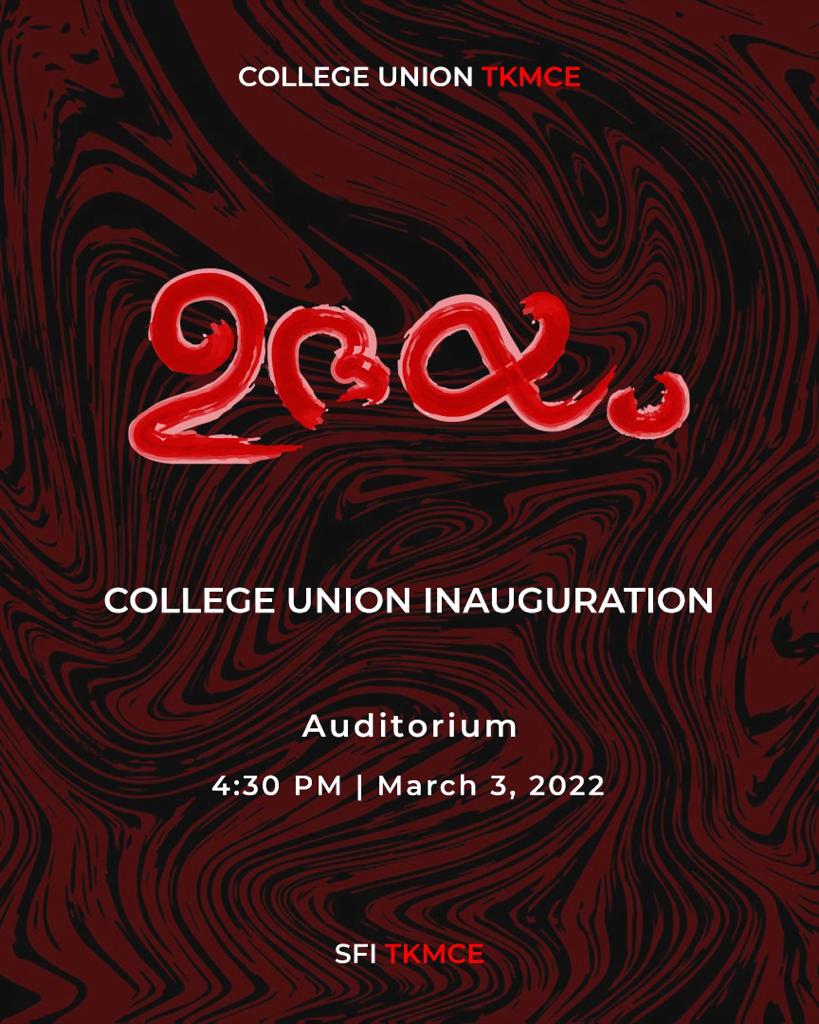 COLLEGE UNION TKMCE
ഉദയം
COLLEGE UNION INAUGURATION
Auditorium
4:30 PM | March 3, 2022
SFI TKMCE